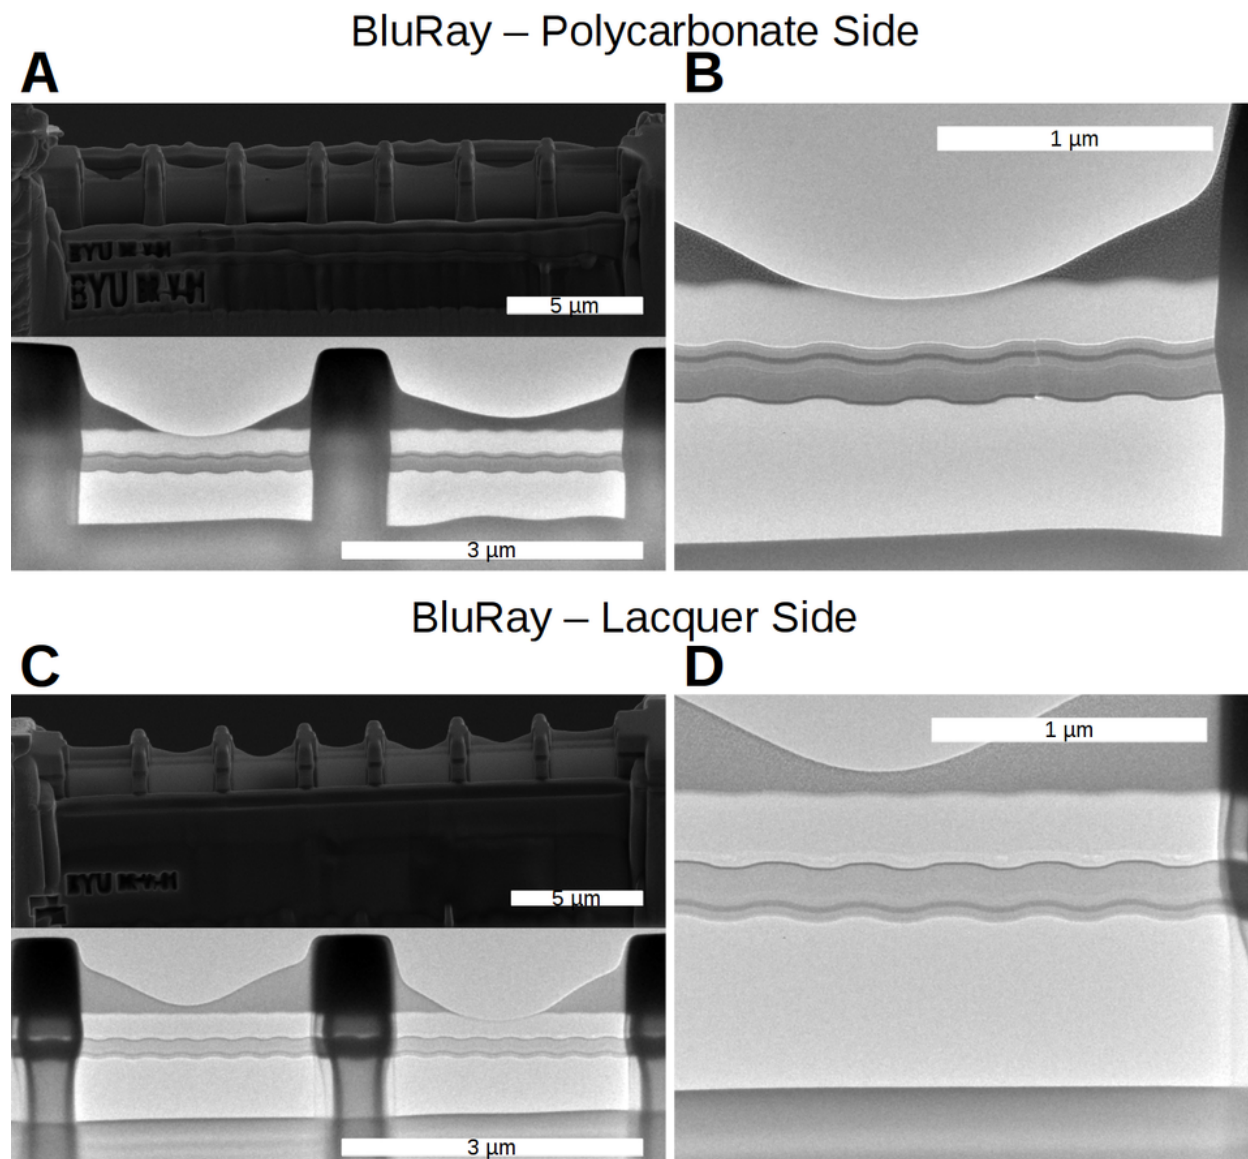 BluRay – Polycarbonate Side
A
B
1 µm
BYU
BYU
5 µm
3 µm
BluRay – Lacquer Side
C
D
1 µm
BYU
5 µm
3 µm